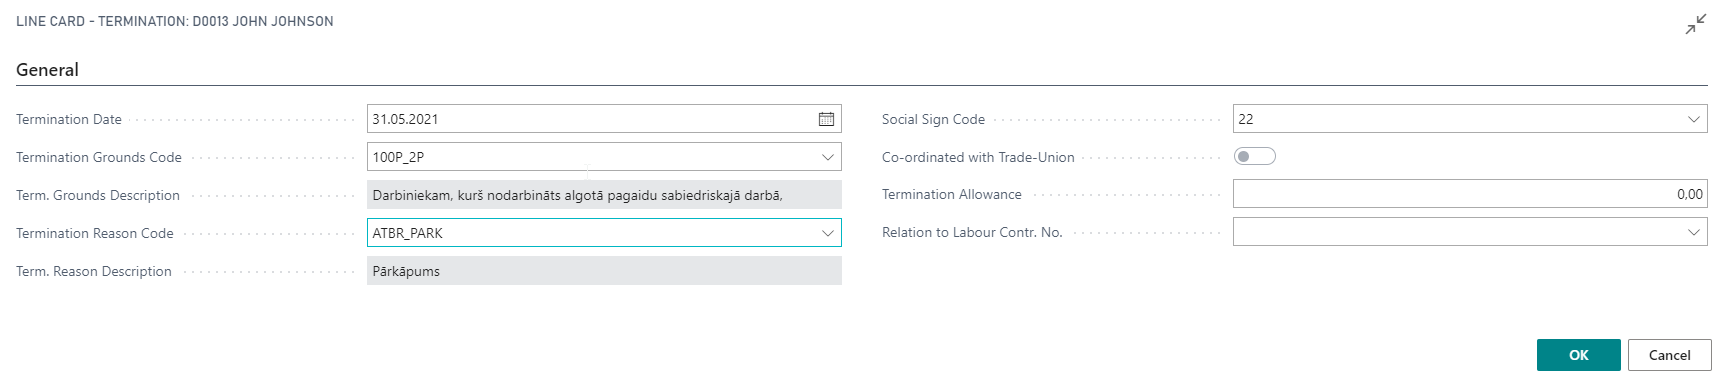 LINE CARD - TERMINATION: D0013 JOHN JOHNSON
General
Termination Date
31.05.2021
Termination Grounds Code
100P_2P
Term. Grounds Description
Darbiniekam, kurš nodarbināts algotā pagaidu sabiedriskajā darbā,
Termination Reason Code
ATBR_PARK
Term. Reason Description
Pārkāpums
Social Sign Code
22
Co-ordinated with Trade-Union
Termination Allowance
0,00
Relation to Labour Contr. No.
OK
Cancel